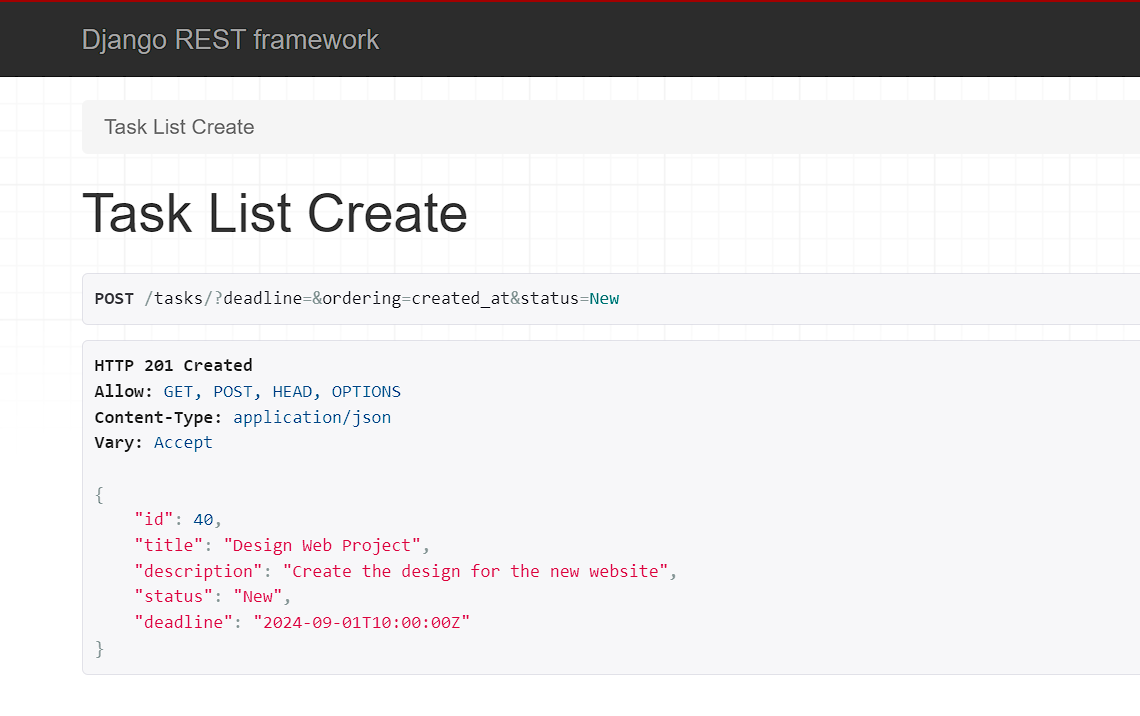 Django REST framework
Task List Create
Task List Create
POST /tasks/?deadline=&ordering=created_at&status=New
HTTP 201 Created
Allow: GET, POST, HEAD, OPTIONS
Content-Type: application/json
Vary: Accept
{
    "id": 40,
    "title": "Design Web Project",
    "description": "Create the design for the new website",
    "status": "New",
    "deadline": "2024-09-01T10:00:00Z"
}